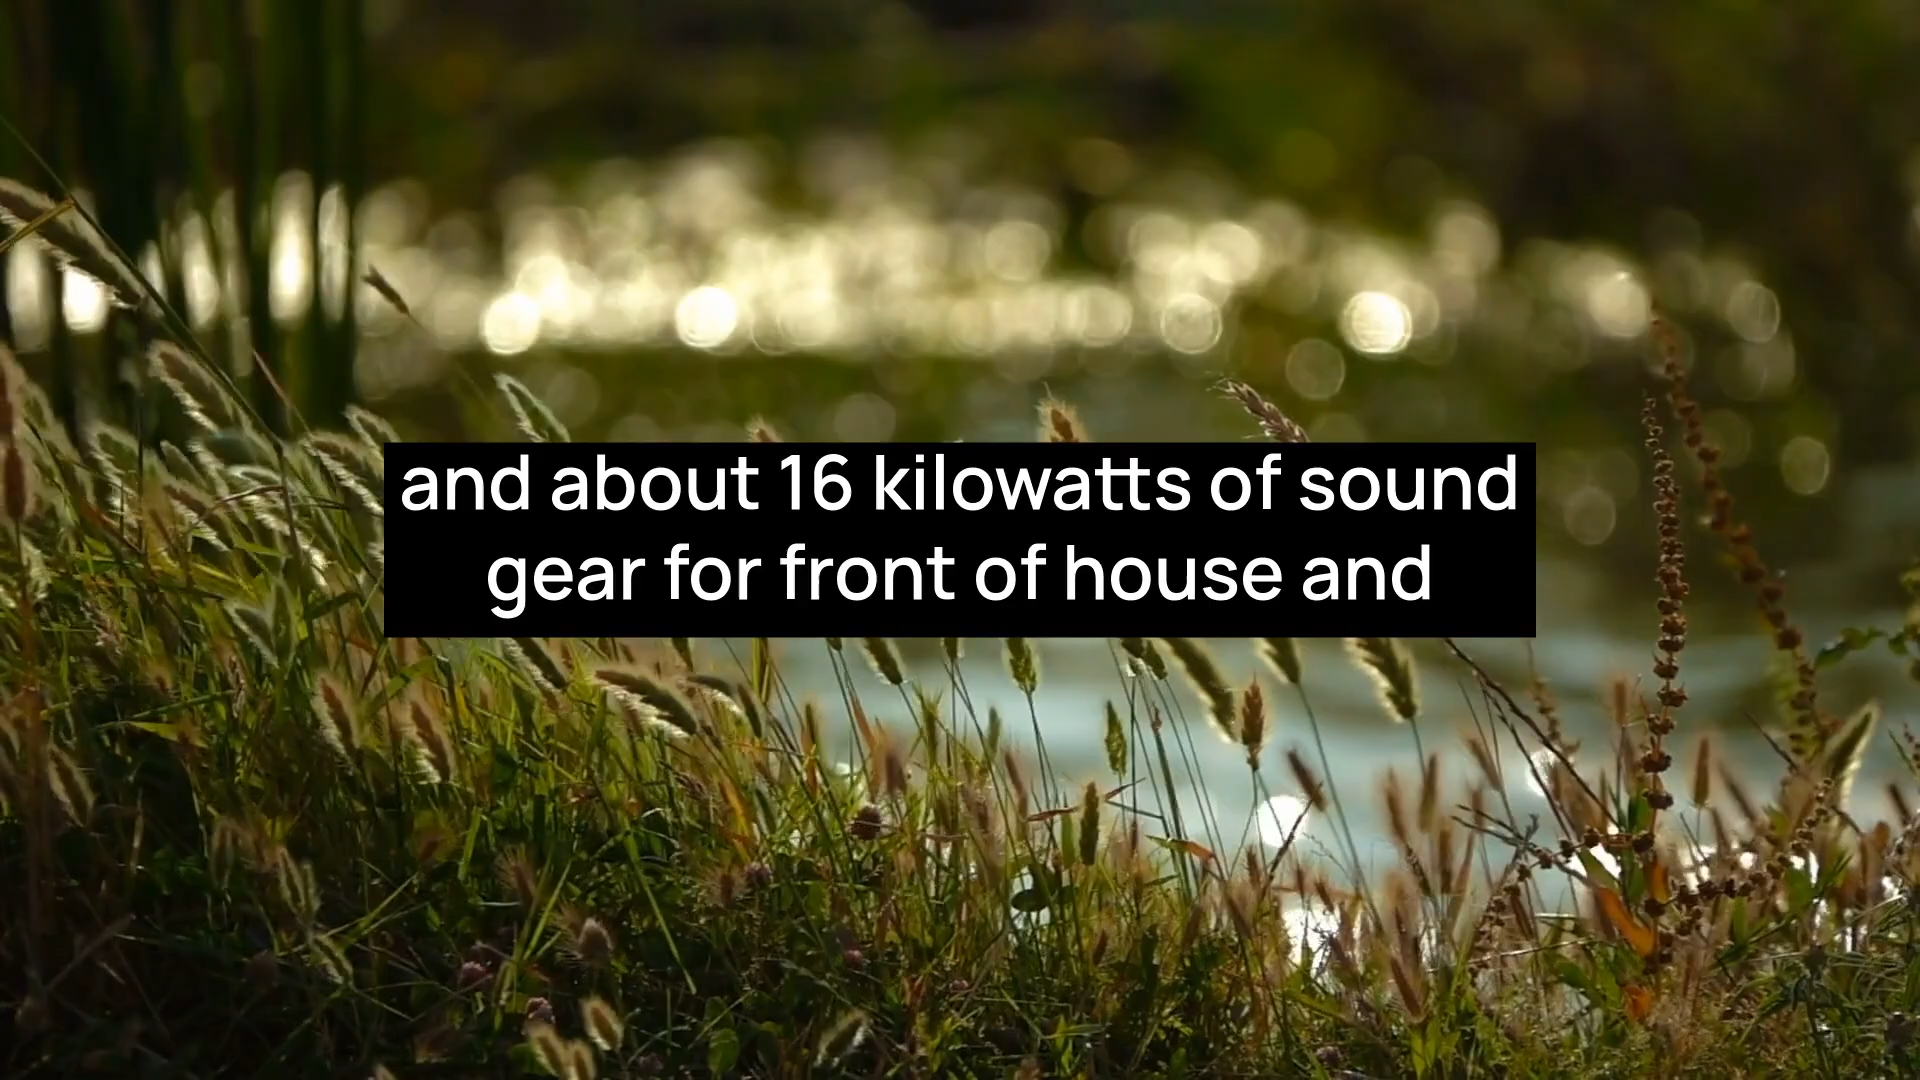 and about 16 kilowatts of sound
gear for front of house and